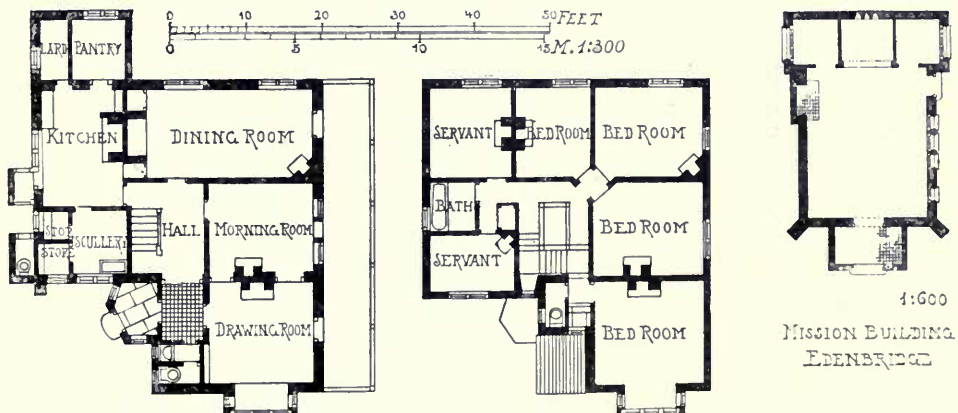 0 10 20 30 50 FEET
0 5 10 15 M. 1:300
LARD PANTRY
KITCHEN
DINING ROOM
STOR
STORE
SCULLERY
HALL
MORNING ROOM
DRAWING ROOM
SERVANT
BED ROOM
BED ROOM
BATH
BED ROOM
SERVANT
BED ROOM
1:600
MISSION BUILDING
EDENBRIDGE